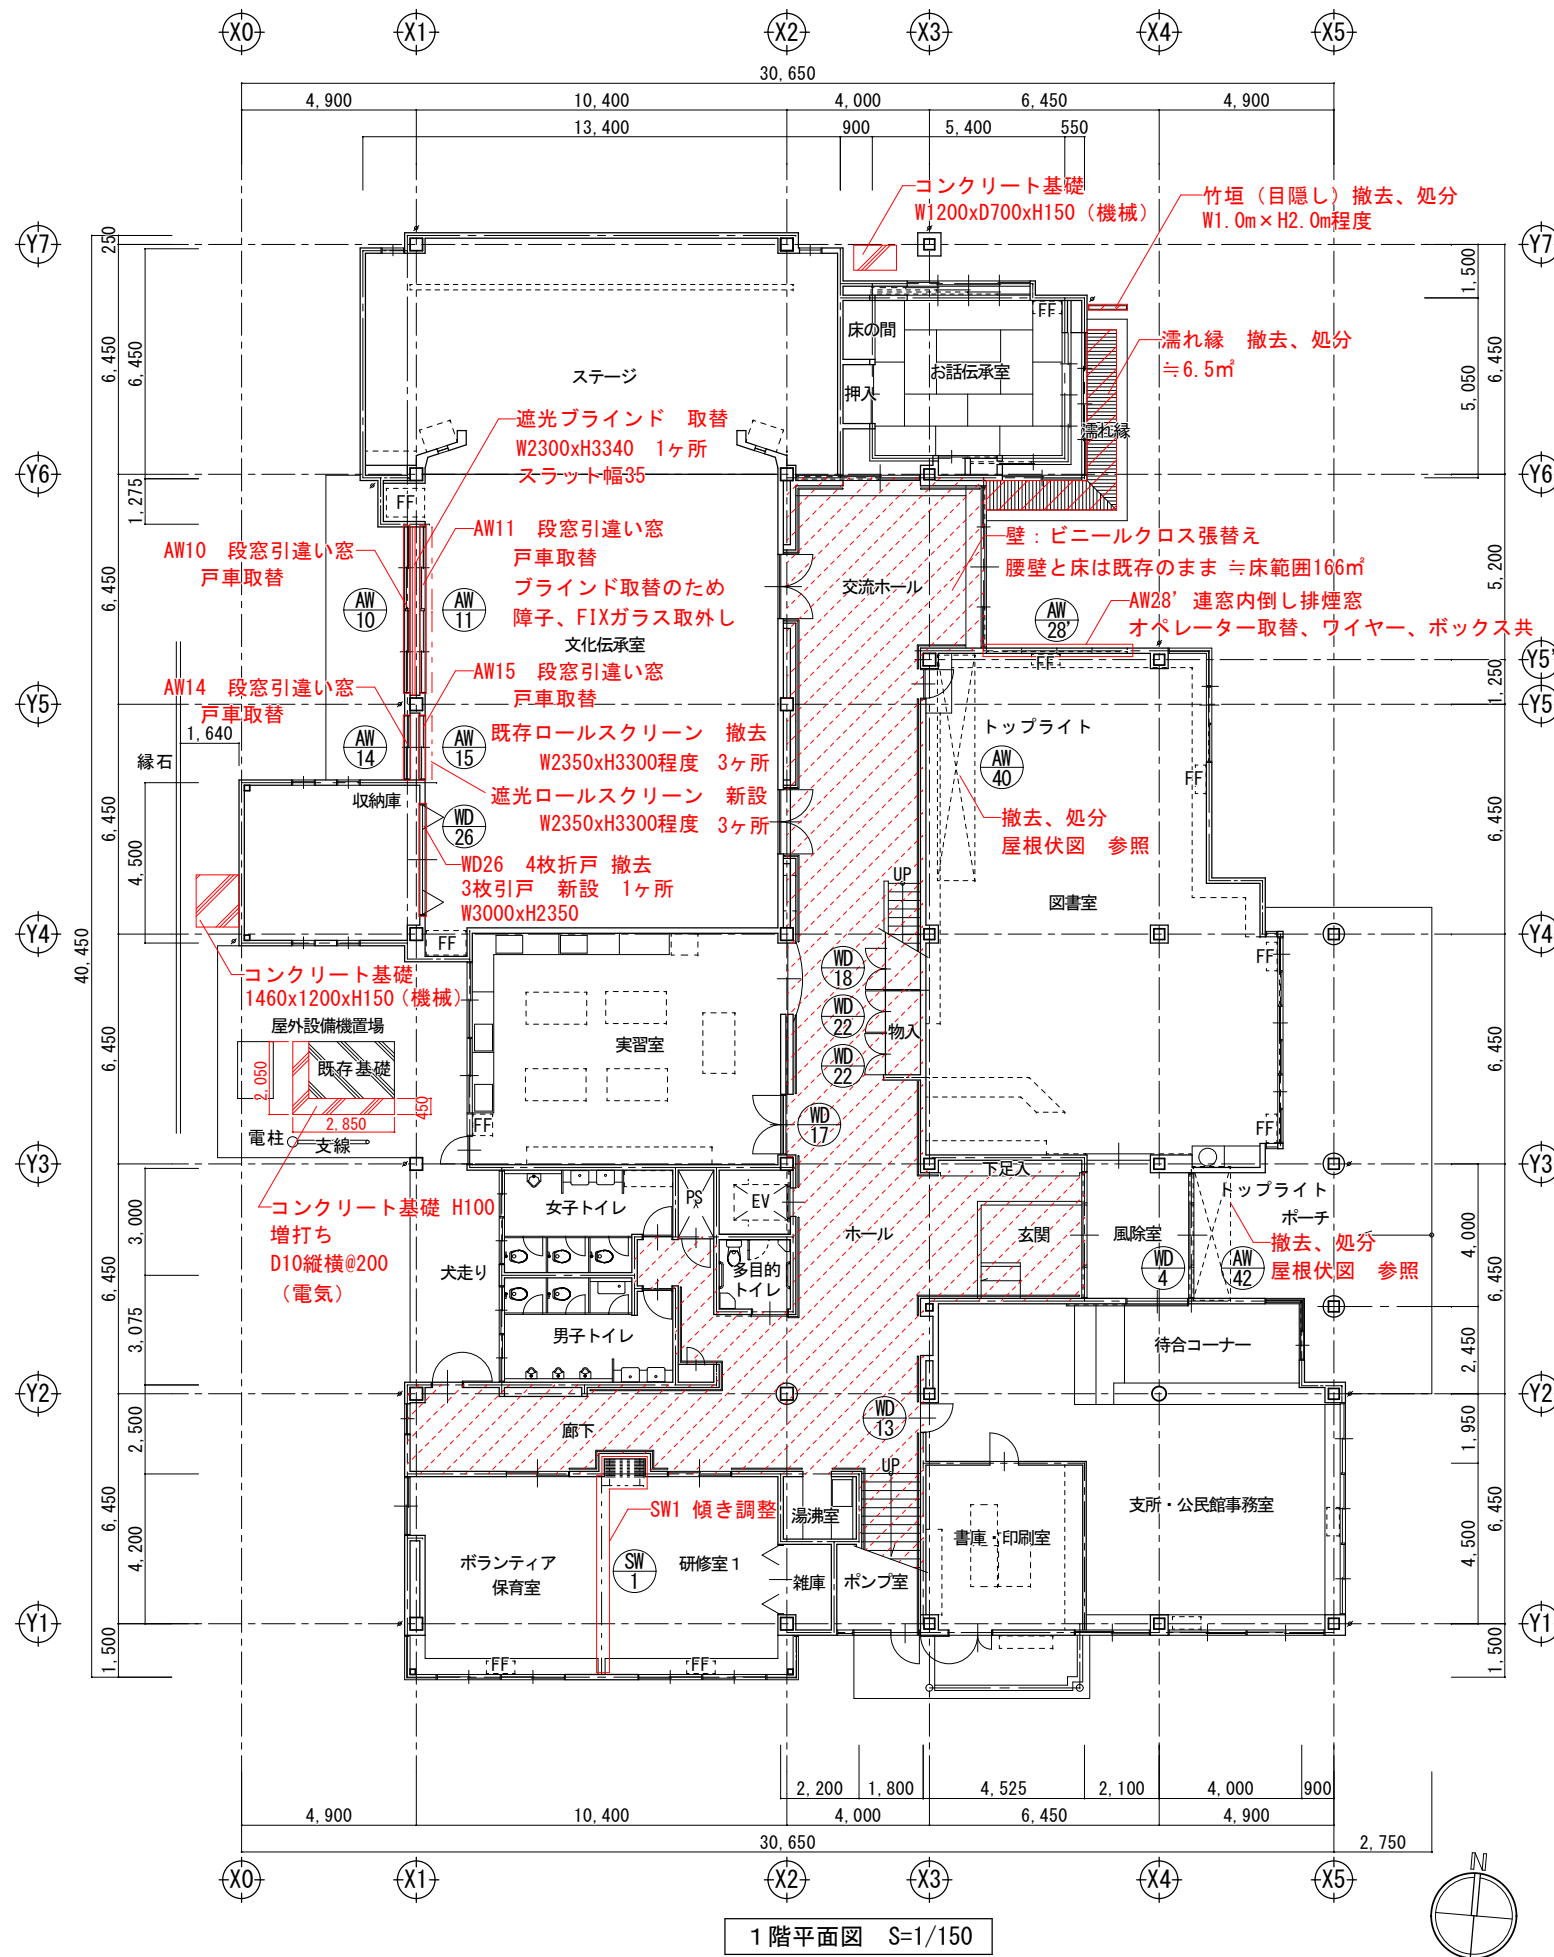 X0
X1
X2
X3
X4
X5
30,650
4,900
10,400
4,000
6,450
4,900
13,400
900
5,400
550
コンクリート基礎
W1200xD700xH150（機械）
竹垣（目隠し）撤去、処分
W1.0m×H2.0m程度
Y7
Y7
250
1,500
床の間
FF
お話伝承室
押入
濡れ縁
濡れ縁　撤去、処分
≒6.5㎡
6,450
6,450
5,050
6,450
ステージ
遮光ブラインド　取替
W2300xH3340　1ヶ所
スラット幅35
Y6
Y6
1,275
FF
AW11　段窓引違い窓
戸車取替
ブラインド取替のため
障子、FIXガラス取外し
AW10　段窓引違い窓
戸車取替
AW
10
AW
11
文化伝承室
交流ホール
壁：ビニールクロス張替え
腰壁と床は既存のまま ≒床範囲166㎡
AW
28'
AW28' 連窓内倒し排煙窓
オペレーター取替、ワイヤー、ボックス共
6,450
5,200
FF
Y5'
1,250
Y5
Y5
AW14　段窓引違い窓
戸車取替
AW15　段窓引違い窓
戸車取替
AW
14
AW
15
1,640
縁石
既存ロールスクリーン　撤去
W2350xH3300程度　3ヶ所
遮光ロールスクリーン　新設
W2350xH3300程度　3ヶ所
トップライト
AW
40
FF
撤去、処分
屋根伏図　参照
収納庫
WD
26
WD26　4枚折戸 撤去
3枚引戸　新設　1ヶ所
W3000xH2350
6,450
4,500
6,450
UP
図書室
Y4
Y4
FF
FF
40,450
コンクリート基礎
1460x1200xH150（機械）
屋外設備機置場
既存基礎
2,050
450
2,850
電柱
支線
実習室
FF
WD
18
WD
22
WD
22
物入
WD
17
6,450
6,450
FF
Y3
Y3
コンクリート基礎 H100
増打ち
D10縦横@200
（電気）
女子トイレ
PS
EV
多目的
トイレ
男子トイレ
犬走り
ホール
下足入
玄関
風除室
WD
4
トップライト
ポーチ
AW
42
撤去、処分
屋根伏図　参照
3,000
6,450
3,075
4,000
6,450
2,450
待合コーナー
Y2
Y2
廊下
WD
13
2,500
1,950
UP
SW1 傾き調整
SW
1
ボランティア
保育室
研修室１
湯沸室
雑庫
ポンプ室
書庫・印刷室
支所・公民館事務室
6,450
4,200
6,450
4,500
Y1
Y1
FF
FF
1,500
1,500
2,200
1,800
4,525
2,100
4,000
900
4,900
10,400
4,000
6,450
4,900
30,650
2,750
X0
X1
X2
X3
X4
X5
N
１階平面図　S=1/150